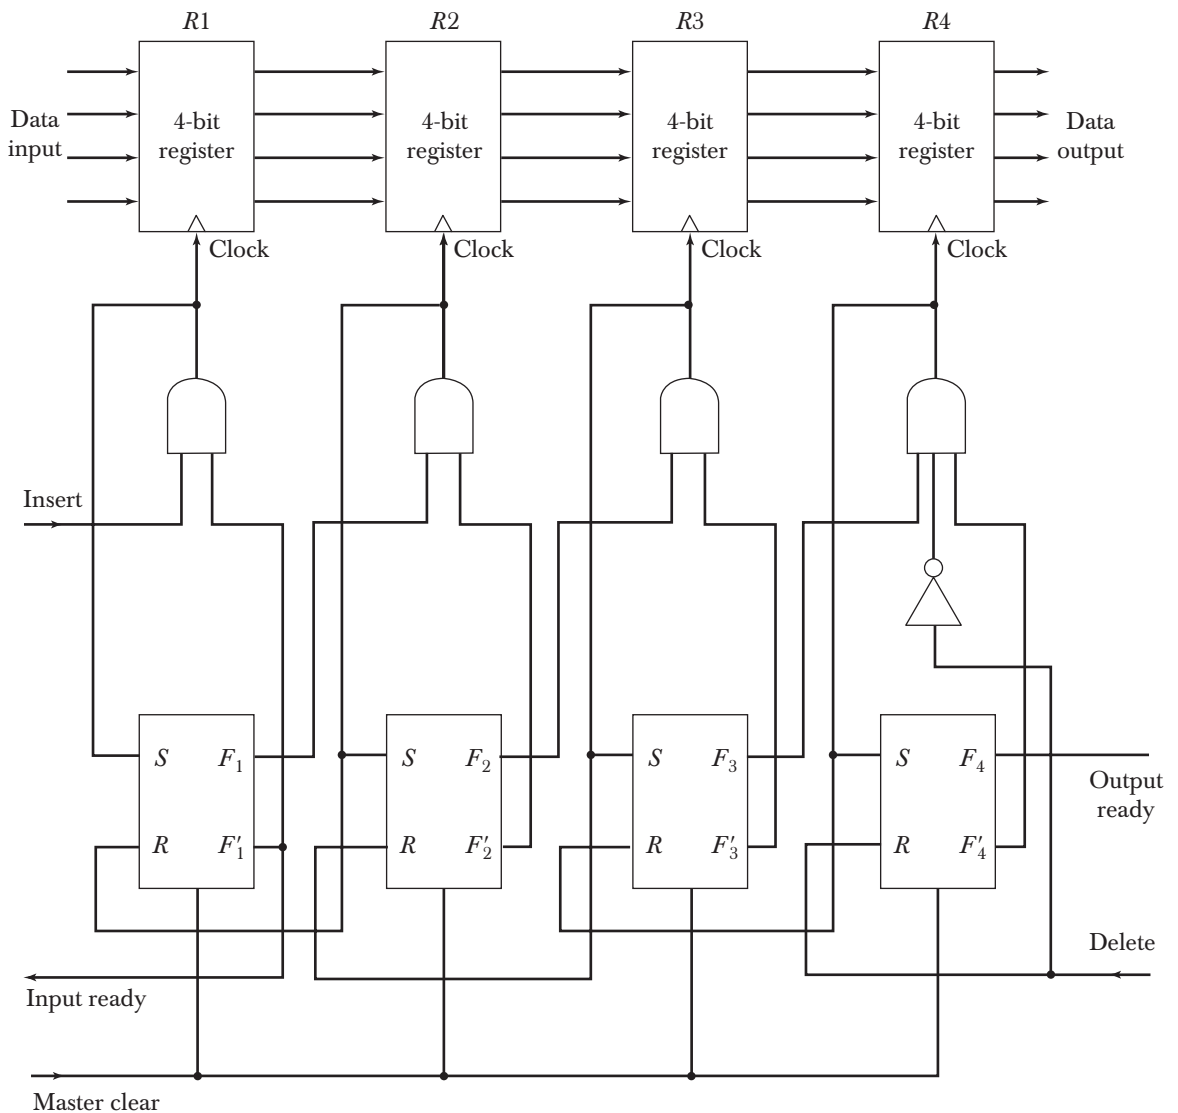 R1 R2 R3 R4
Data
input
4-bit
register
4-bit
register
4-bit
register
4-bit
register
Data
output
Clock Clock Clock Clock
Insert
S F₁
R F′₁
S F₂
R F′₂
S F₃
R F′₃
S F₄
R F′₄
Output
ready
Delete
Input ready
Master clear